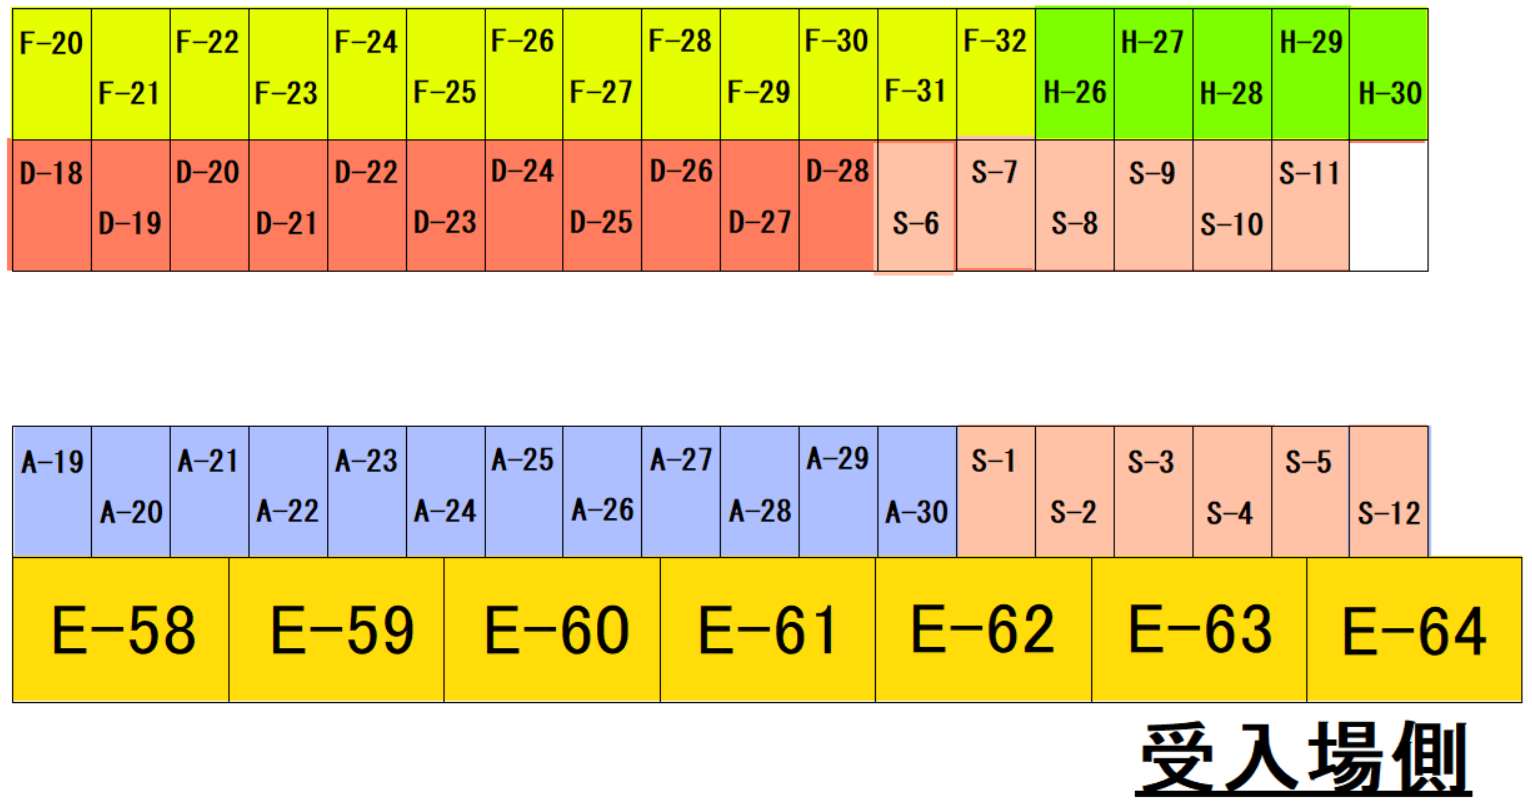 F-20 F-22 F-24 F-26 F-28 F-30 F-32 H-27 H-29
F-21 F-23 F-25 F-27 F-29 F-31 H-26 H-28 H-30
D-18 D-20 D-22 D-24 D-26 D-28 S-7 S-9 S-11
D-19 D-21 D-23 D-25 D-27 S-6 S-8 S-10
A-19 A-21 A-23 A-25 A-27 A-29 S-1 S-3 S-5
A-20 A-22 A-24 A-26 A-28 A-30 S-2 S-4 S-12
E-58 E-59 E-60 E-61 E-62 E-63 E-64
受入場側